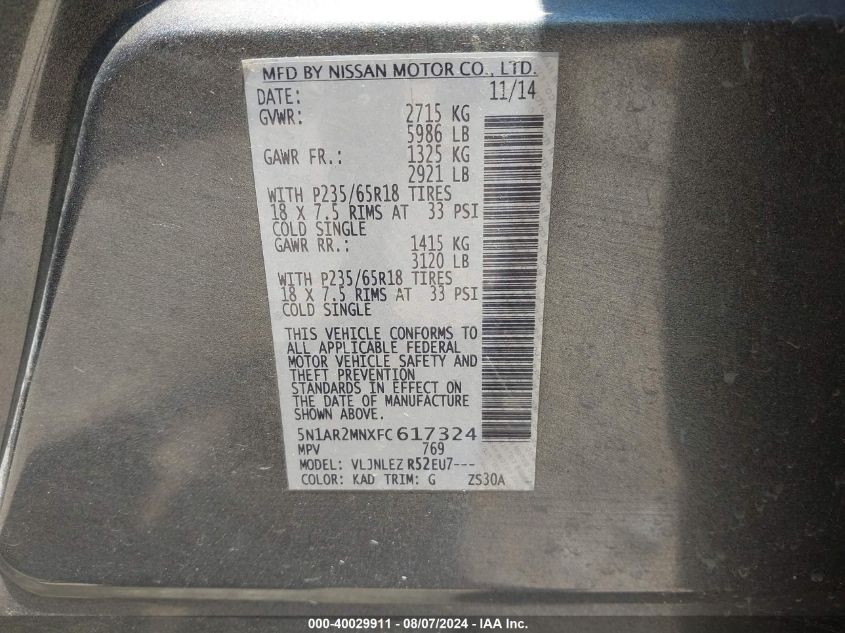 MFD BY NISSAN MOTOR CO., LTD.
DATE: 11/14
GVWR: 2715 KG
5986 LB
GAWR FR.: 1325 KG
2921 LB
WITH P235/65R18 TIRES
18 X 7.5 RIMS AT 33 PSI
COLD SINGLE
GAWR RR.: 1415 KG
3120 LB
WITH P235/65R18 TIRES
18 X 7.5 RIMS AT 33 PSI
COLD SINGLE
THIS VEHICLE CONFORMS TO
ALL APPLICABLE FEDERAL
MOTOR VEHICLE SAFETY AND
THEFT PREVENTION
STANDARDS IN EFFECT ON
THE DATE OF MANUFACTURE
SHOWN ABOVE.
5N1AR2MNXFC617324
MPV 769
MODEL: VLJNLEZ R52EU7---
COLOR: KAD TRIM: G ZS30A
000-40029911 - 08/07/2024 - IAA Inc.